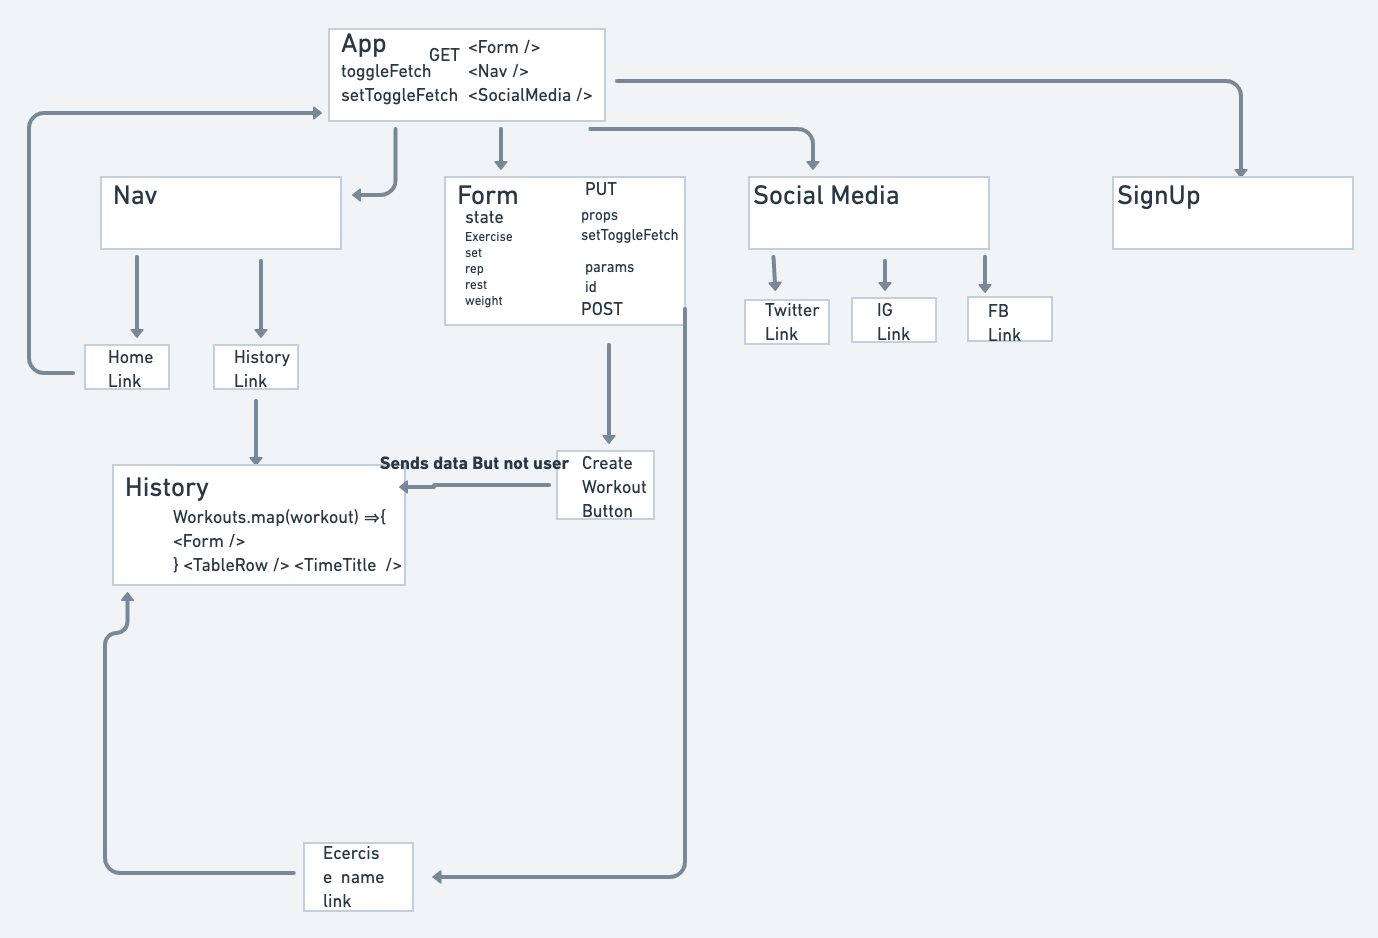 App
GET
<Form />
toggleFetch
<Nav />
setToggleFetch
<SocialMedia />
Nav
Form
state
Exercise
set
rep
rest
weight
PUT
props
setToggleFetch
params
id
POST
Social Media
SignUp
Home
Link
History
Link
Twitter
Link
IG
Link
FB
Link
Sends data But not user
Create
Workout
Button
History
Workouts.map(workout) =>{
<Form />
} <TableRow /> <TimeTitle />
Ecercis
e name
link